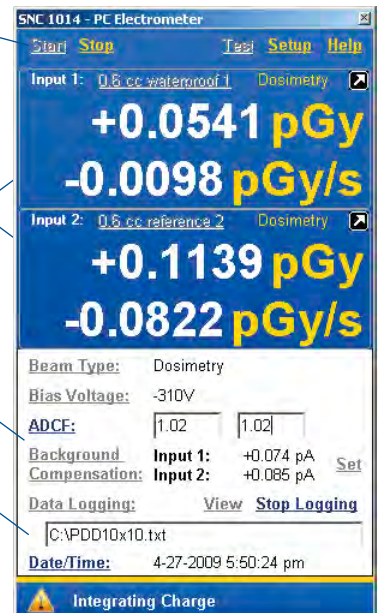 SNC 1014 - PC Electrometer
Start Stop Test Setup Help
Input 1: 0.6 cc waterproof 1 Dosimetry
+0.0541 pGy
-0.0098 pGy/s
Input 2: 0.6 cc reference 2 Dosimetry
+0.1139 pGy
-0.0822 pGy/s
Beam Type: Dosimetry
Bias Voltage: -310V
ADCF: 1.02 1.02
Background Input 1: +0.074 pA
Compensation: Input 2: +0.085 pA Set
Data Logging: View Stop Logging
C:\PDD10x10.txt
Date/Time: 4-27-2009 5:50:24 pm
Integrating Charge